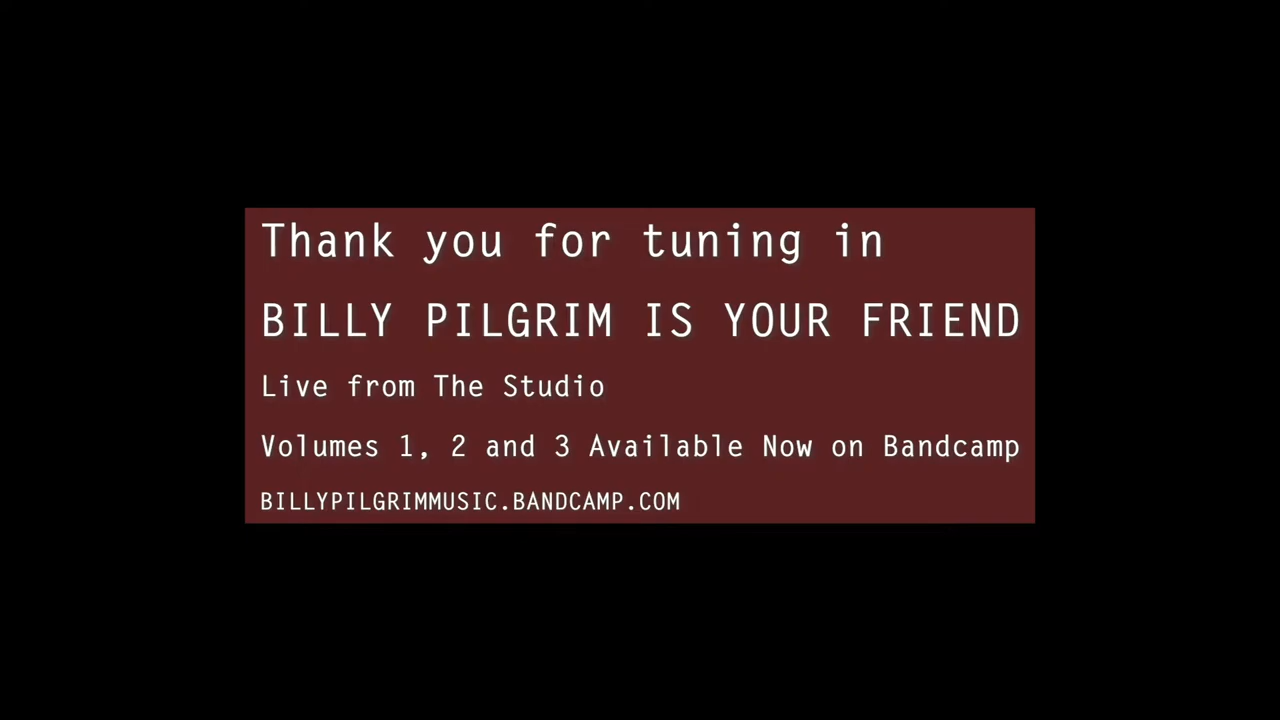 Thank you for tuning in
BILLY PILGRIM IS YOUR FRIEND
Live from The Studio
Volumes 1, 2 and 3 Available Now on Bandcamp
BILLYPILGRIMMUSIC.BANDCAMP.COM